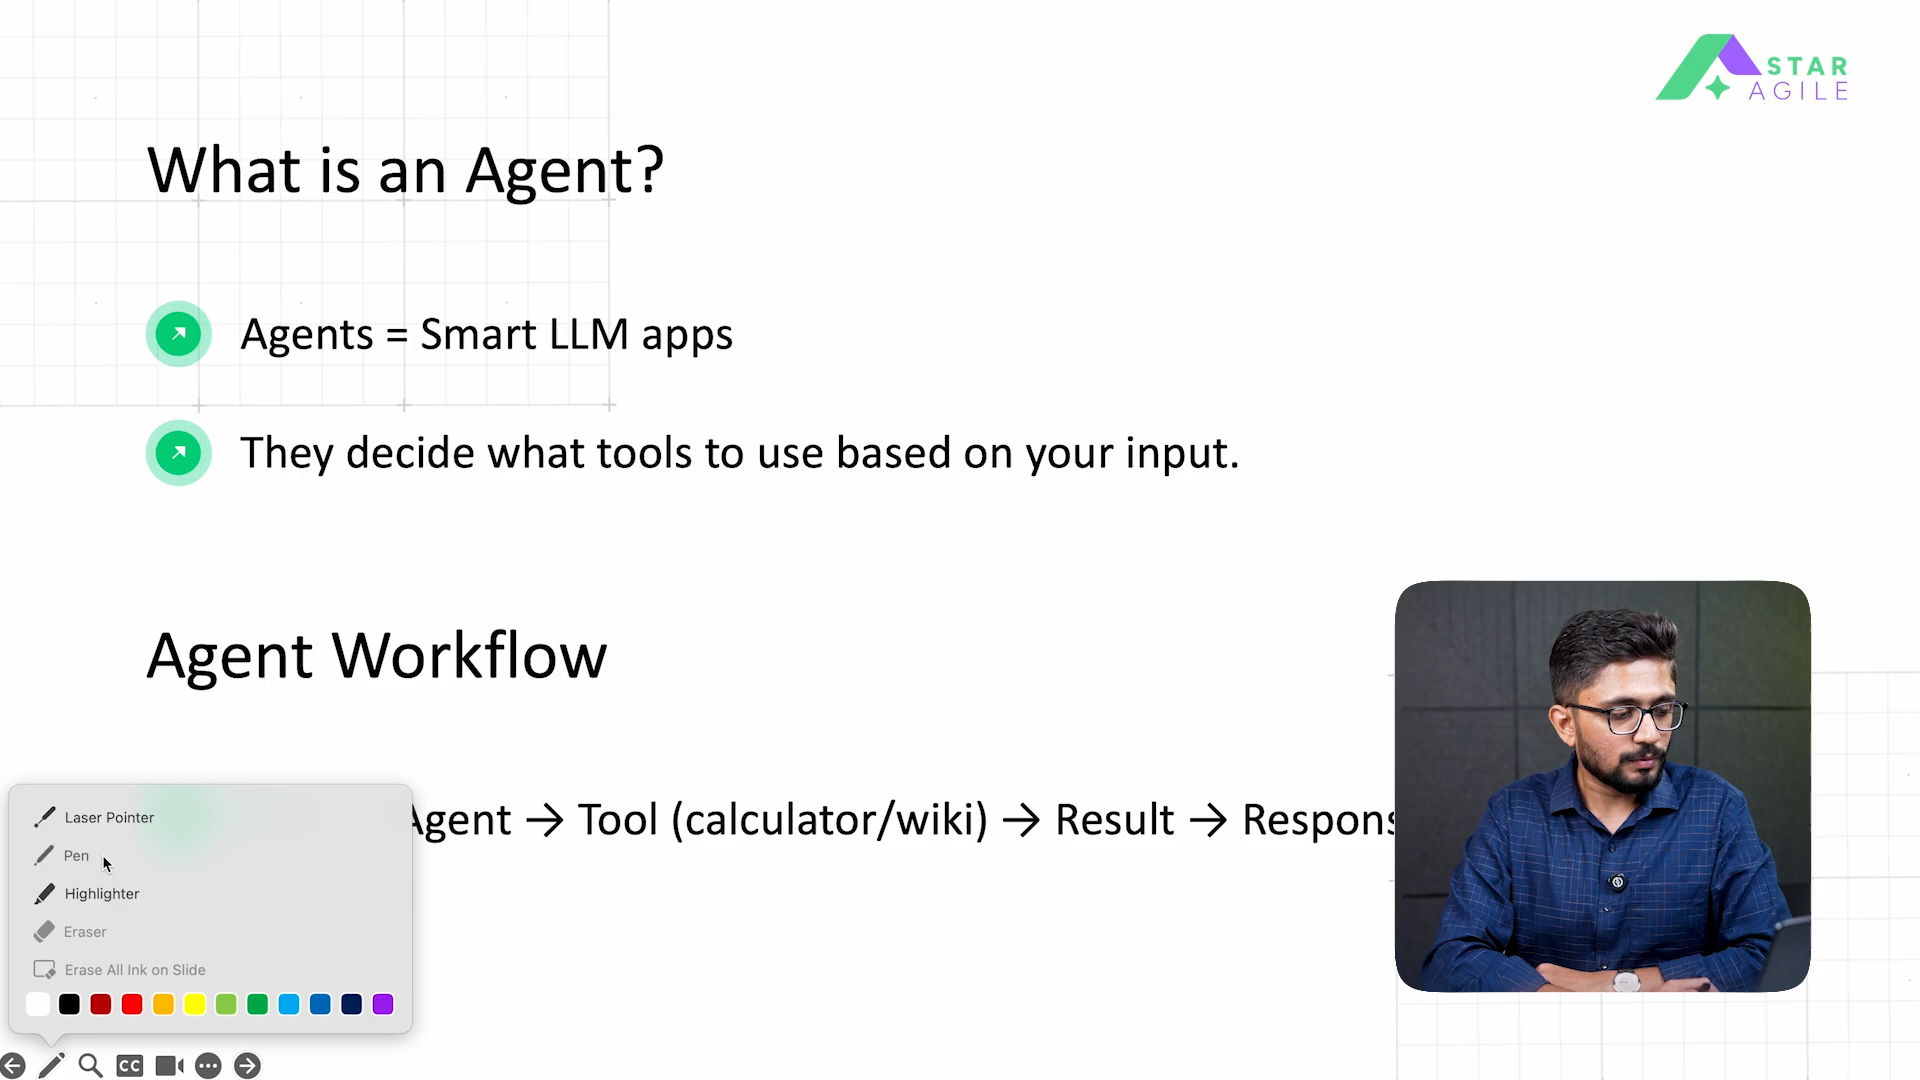 STAR
AGILE
What is an Agent?
Agents = Smart LLM apps
They decide what tools to use based on your input.
Agent Workflow
Agent → Tool (calculator/wiki) → Result → Respons
Laser Pointer
Pen
Highlighter
Eraser
Erase All Ink on Slide
CC